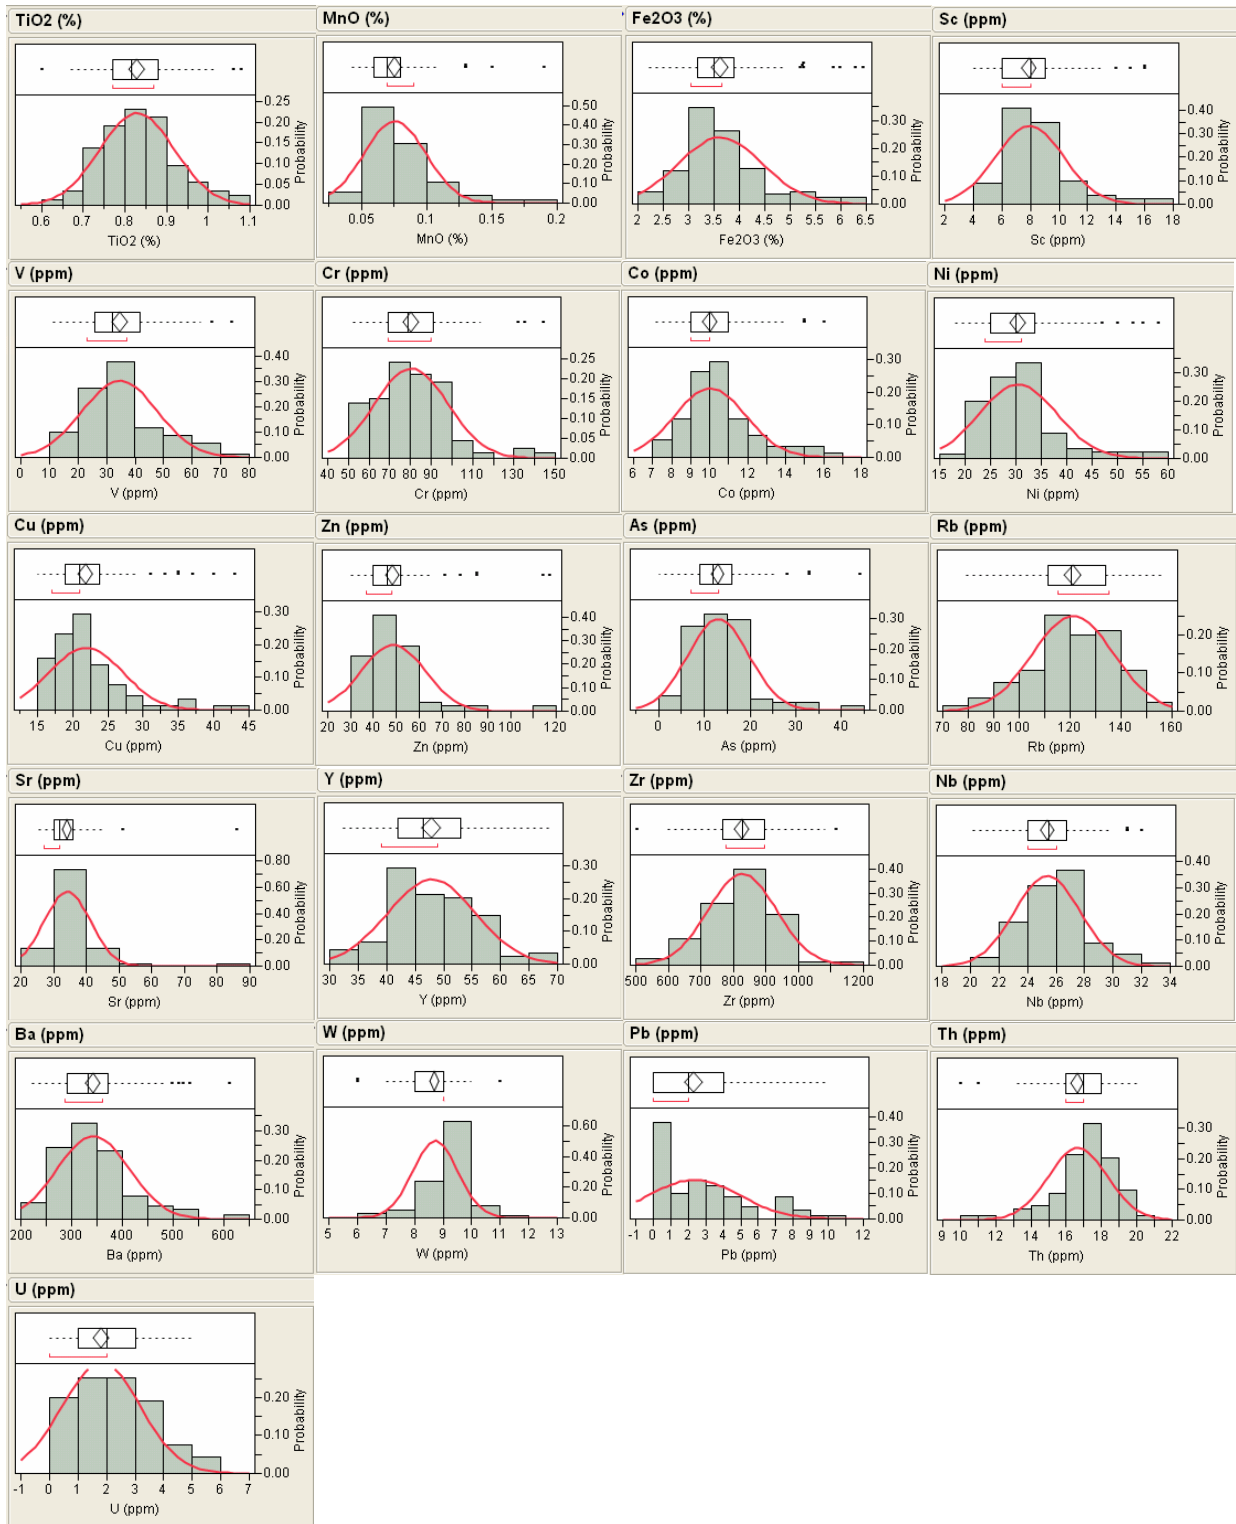 TiO2 (%)
0.25
0.20
0.15
0.10
0.05
0.00
Probability
0.6 0.7 0.8 0.9 1 1.1
TiO2 (%)
MnO (%)
0.50
0.40
0.30
0.20
0.10
0.00
Probability
0.05 0.1 0.15 0.2
MnO (%)
Fe2O3 (%)
0.30
0.20
0.10
0.00
Probability
2 2.5 3 3.5 4 4.5 5 5.5 6 6.5
Fe2O3 (%)
Sc (ppm)
0.40
0.30
0.20
0.10
0.00
Probability
2 4 6 8 10 12 14 16 18
Sc (ppm)
V (ppm)
0.40
0.30
0.20
0.10
0.00
Probability
0 10 20 30 40 50 60 70 80
V (ppm)
Cr (ppm)
0.25
0.20
0.15
0.10
0.05
0.00
Probability
40 50 60 70 80 90 100 110 130 150
Cr (ppm)
Co (ppm)
0.30
0.20
0.10
0.00
Probability
6 7 8 9 10 12 14 16 18
Co (ppm)
Ni (ppm)
0.30
0.20
0.10
0.00
Probability
15 20 25 30 35 40 45 50 55 60
Ni (ppm)
Cu (ppm)
0.30
0.20
0.10
0.00
Probability
15 20 25 30 35 40 45
Cu (ppm)
Zn (ppm)
0.40
0.30
0.20
0.10
0.00
Probability
20 30 40 50 60 70 80 90 100 120
Zn (ppm)
As (ppm)
0.30
0.20
0.10
0.00
Probability
0 10 20 30 40
As (ppm)
Rb (ppm)
0.20
0.10
0.00
Probability
70 80 90 100 120 140 160
Rb (ppm)
Sr (ppm)
0.80
0.60
0.40
0.20
0.00
Probability
20 30 40 50 60 70 80 90
Sr (ppm)
Y (ppm)
0.30
0.20
0.10
0.00
Probability
30 35 40 45 50 55 60 65 70
Y (ppm)
Zr (ppm)
0.40
0.30
0.20
0.10
0.00
Probability
500 600 700 800 900 1000 1200
Zr (ppm)
Nb (ppm)
0.40
0.30
0.20
0.10
0.00
Probability
18 20 22 24 26 28 30 32 34
Nb (ppm)
Ba (ppm)
0.30
0.20
0.10
0.00
Probability
200 300 400 500 600
Ba (ppm)
W (ppm)
0.60
0.40
0.20
0.00
Probability
5 6 7 8 9 10 11 12 13
W (ppm)
Pb (ppm)
0.40
0.30
0.20
0.10
0.00
Probability
-1 0 1 2 3 4 5 6 7 8 9 10 12
Pb (ppm)
Th (ppm)
0.30
0.20
0.10
0.00
Probability
9 10 12 14 16 18 20 22
Th (ppm)
U (ppm)
0.20
0.10
0.00
Probability
-1 0 1 2 3 4 5 6 7
U (ppm)